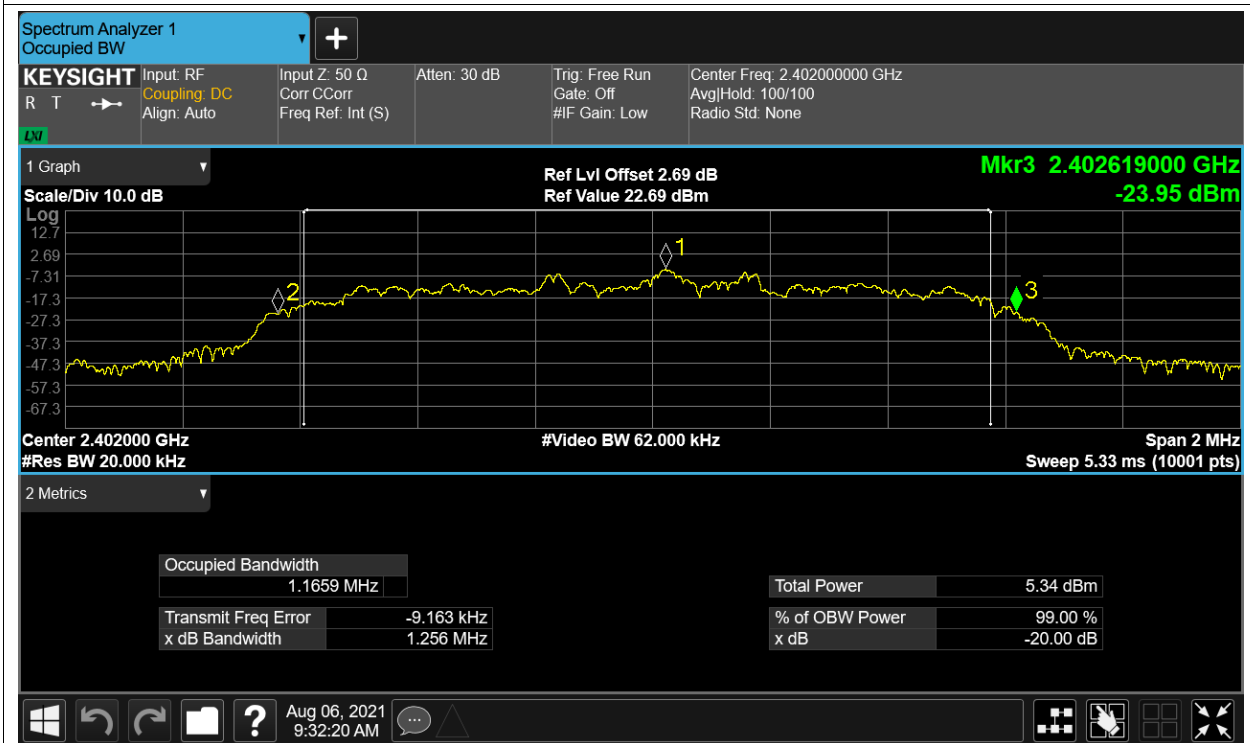 Spectrum Analyzer 1
Occupied BW
KEYSIGHT
R T
LXI
Input: RF
Coupling: DC
Align: Auto
Input Z: 50 Ω
Corr CCorr
Freq Ref: Int (S)
Atten: 30 dB
Trig: Free Run
Gate: Off
#IF Gain: Low
Center Freq: 2.402000000 GHz
Avg|Hold: 100/100
Radio Std: None
1 Graph
Scale/Div 10.0 dB
Ref Lvl Offset 2.69 dB
Ref Value 22.69 dBm
Mkr3 2.402619000 GHz
-23.95 dBm
Log
12.7
2.69
-7.31
-17.3
-27.3
-37.3
-47.3
-57.3
-67.3
1
2
3
Center 2.402000 GHz
#Video BW 62.000 kHz
Span 2 MHz
#Res BW 20.000 kHz
Sweep 5.33 ms (10001 pts)
2 Metrics
Occupied Bandwidth
1.1659 MHz
Total Power 5.34 dBm
Transmit Freq Error -9.163 kHz
% of OBW Power 99.00 %
x dB Bandwidth 1.256 MHz
x dB -20.00 dB
?
Aug 06, 2021
9:32:20 AM